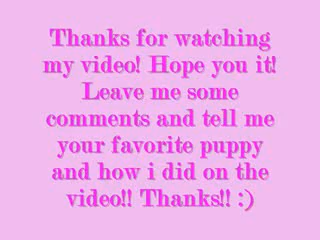 Thanks for watching
my video! Hope you it!
Leave me some
comments and tell me
your favorite puppy
and how i did on the
video!! Thanks!! :)